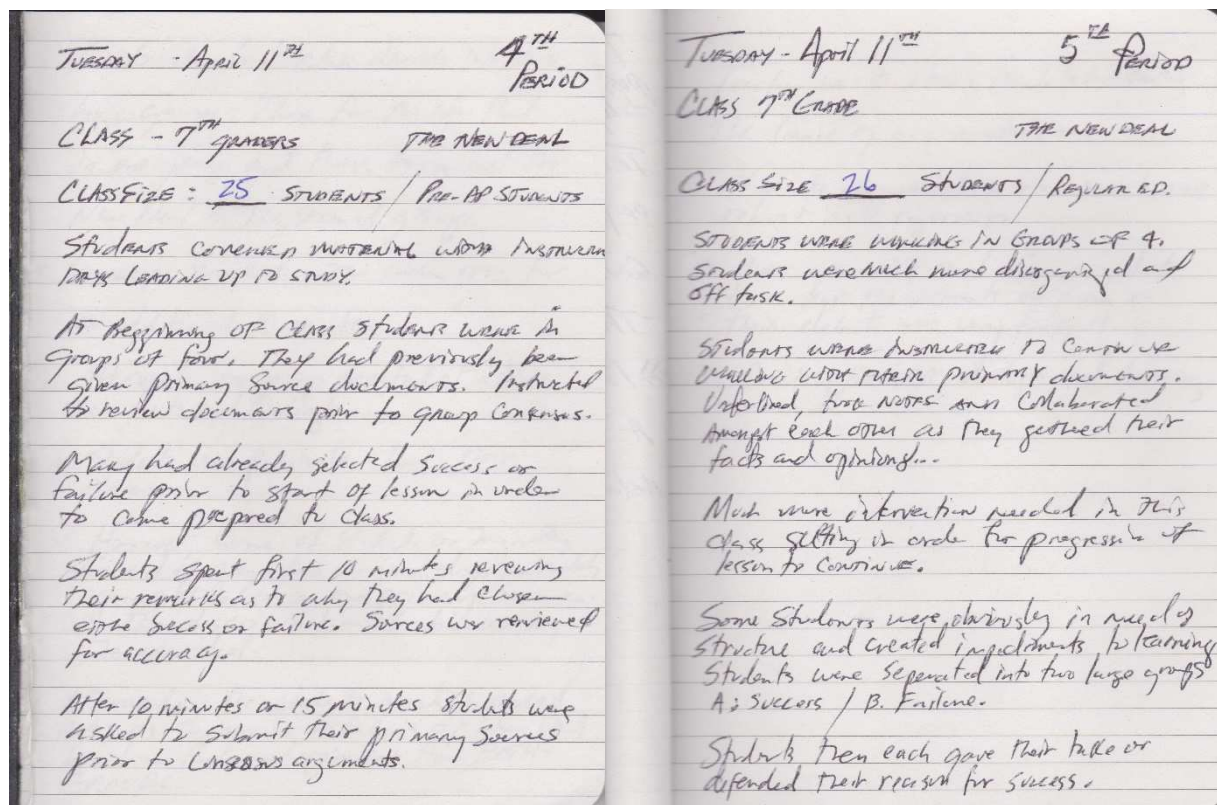 TUESDAY - April 11TH
4TH
PERIOD
CLASS - 7TH GRADERS THE NEW DEAL
CLASS SIZE: 25 STUDENTS / PRE-AP STUDENTS
Students covered material with instructor
DAYS LEADING UP TO STUDY.
At Beggining of Class Students were in
Groups of four. They had previously been
given primary Source documents. Instructed
to review documents prior to group Consensus.
Many had already selected Success or
failure prior to start of lesson in order
to come prepared to class.
Students spent first 10 minutes reviewing
their remarks as to why they had chosen
either Success or failure. Sources were reviewed
for accuracy.
After 10 minutes or 15 minutes students were
asked to Submit their primary Sources
prior to Consensus arguments.
TUESDAY - April 11TH 5TH PERIOD
CLASS 7TH GRADE
THE NEW DEAL
CLASS SIZE 26 STUDENTS / REGULAR ED.
STUDENTS WERE WORKING IN GROUPS OF 4.
Students were much more disorganized and
off task.
STUDENTS WERE INSTRUCTED TO CONTINUE
WORKING WITH THEIR PRIMARY DOCUMENTS.
Underlined, took NOTES AND Collaborated
Amongst each other as they gathered their
facts and opinions...
Much more intervention needed in this
class setting in order for progression of
lesson to CONTINUE.
Some Students were obviously in need of
structure and created impediments to learning
Students were separated into two large groups
A: Success / B. Failure.
Students then each gave their take or
defended their reason for success.